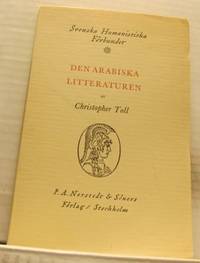 Svenska Humanistiska
Förbundet
DEN ARABISKA
LITTERATUREN
av
Christopher Toll
P. A. Norstedt & Söners
Förlag / Stockholm